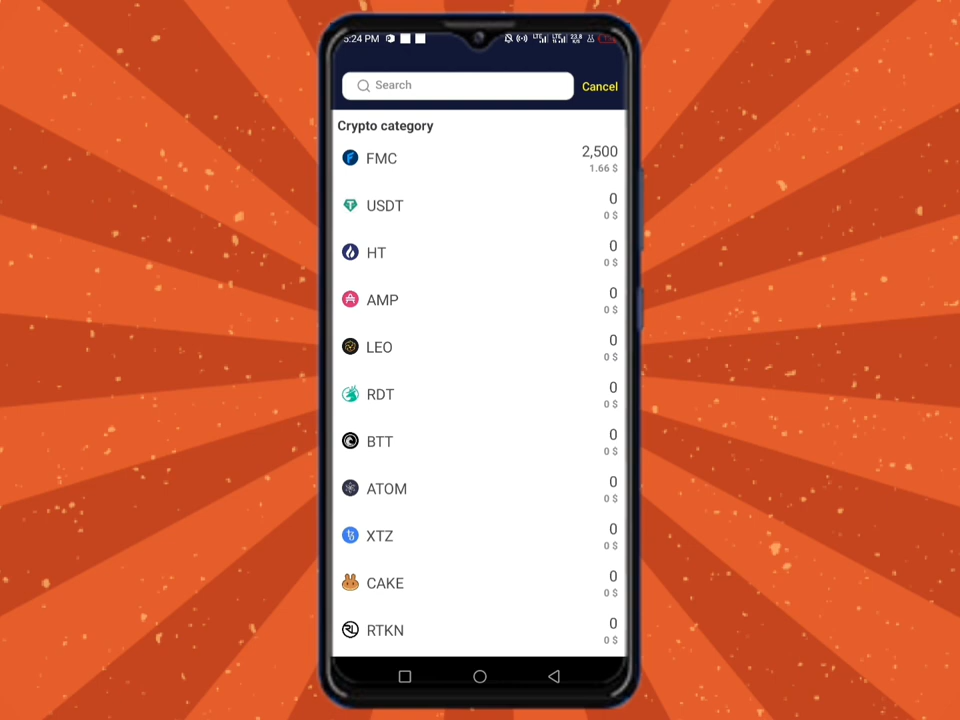 5:24 PM
Search
Cancel
Crypto category
FMC
2,500
1.66 $
USDT
0
0 $
HT
0
0 $
AMP
0
0 $
LEO
0
0 $
RDT
0
0 $
BTT
0
0 $
ATOM
0
0 $
XTZ
0
0 $
CAKE
0
0 $
RTKN
0
0 $